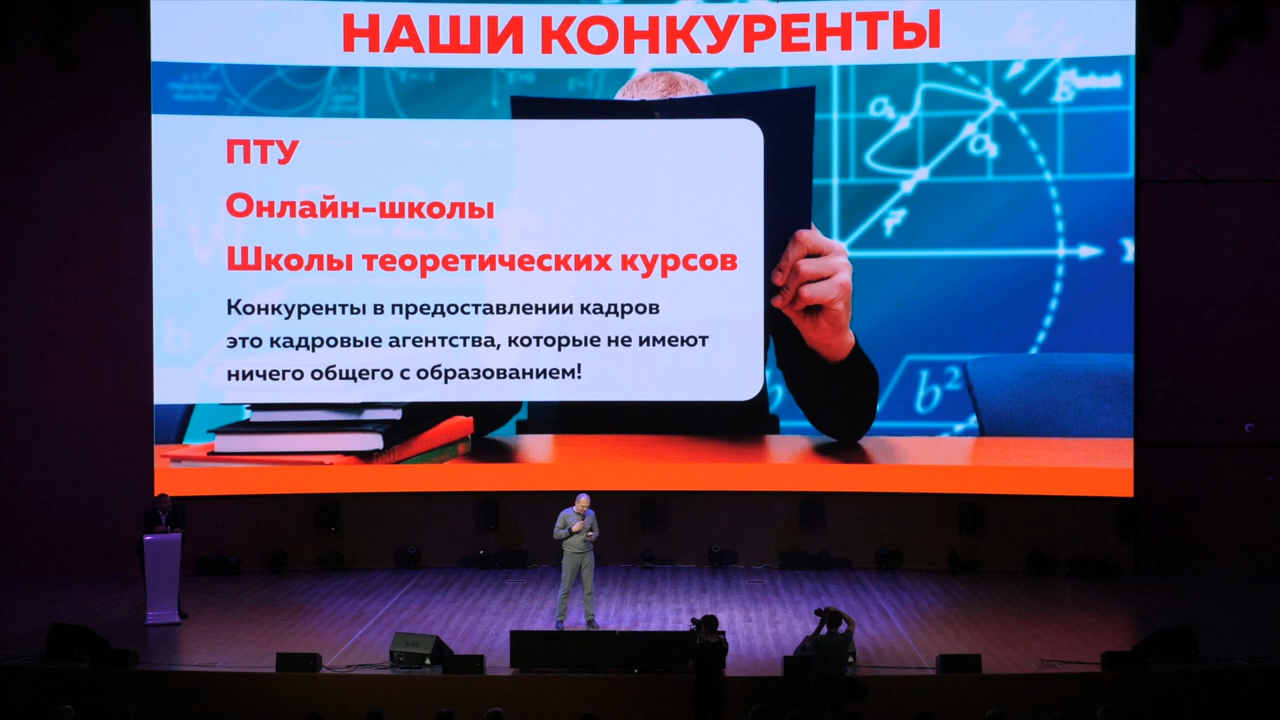 НАШИ КОНКУРЕНТЫ
ПТУ
Онлайн-школы
Школы теоретических курсов
Конкуренты в предоставлении кадров
это кадровые агентства, которые не имеют
ничего общего с образованием!
b²